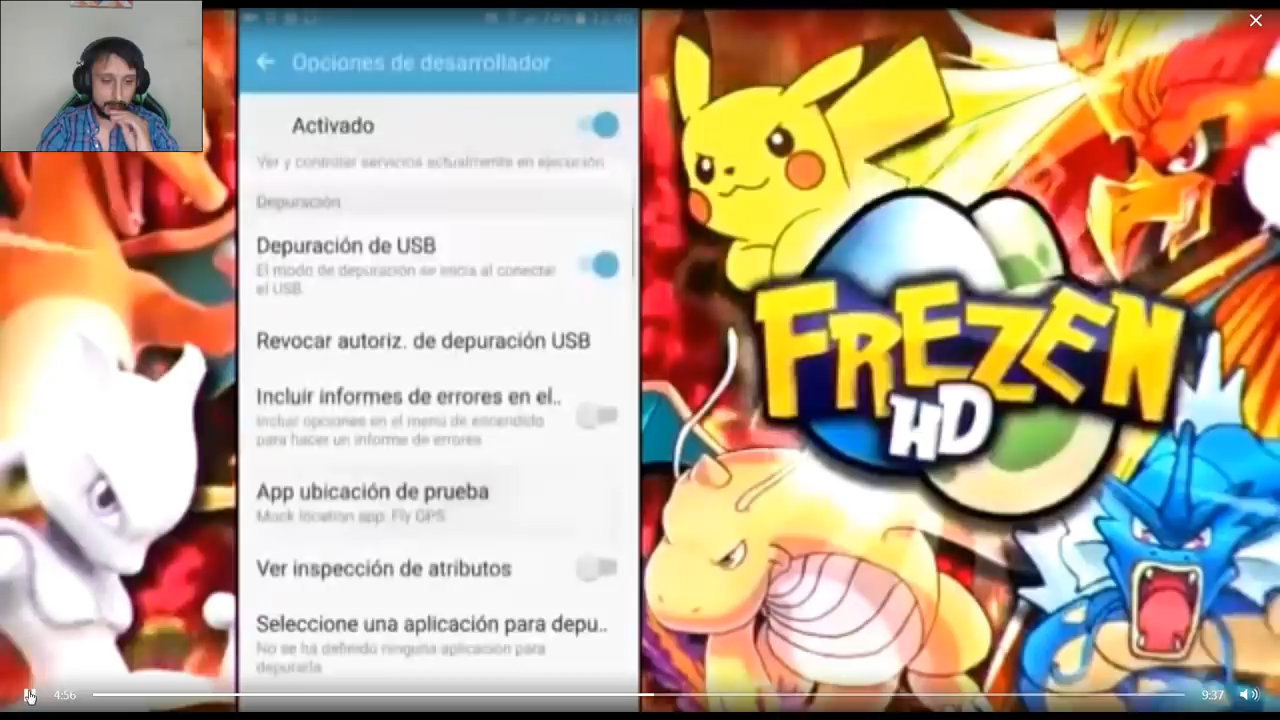 Opciones de desarrollador
Activado
Ver y controlar servicios actualmente en ejecución
Depuración
Depuración de USB
El modo de depuración se inicia al conectar
el USB
Revocar autoriz. de depuración USB
Incluir informes de errores en el..
Incluir opciones en el menú de encendido
para hacer un informe de errores
App ubicación de prueba
Mock location app: Fly GPS
Ver inspección de atributos
Seleccione una aplicación para depu..
No se ha definido ninguna aplicación para
depurarla
FREZEN
HD
4:56
9:37